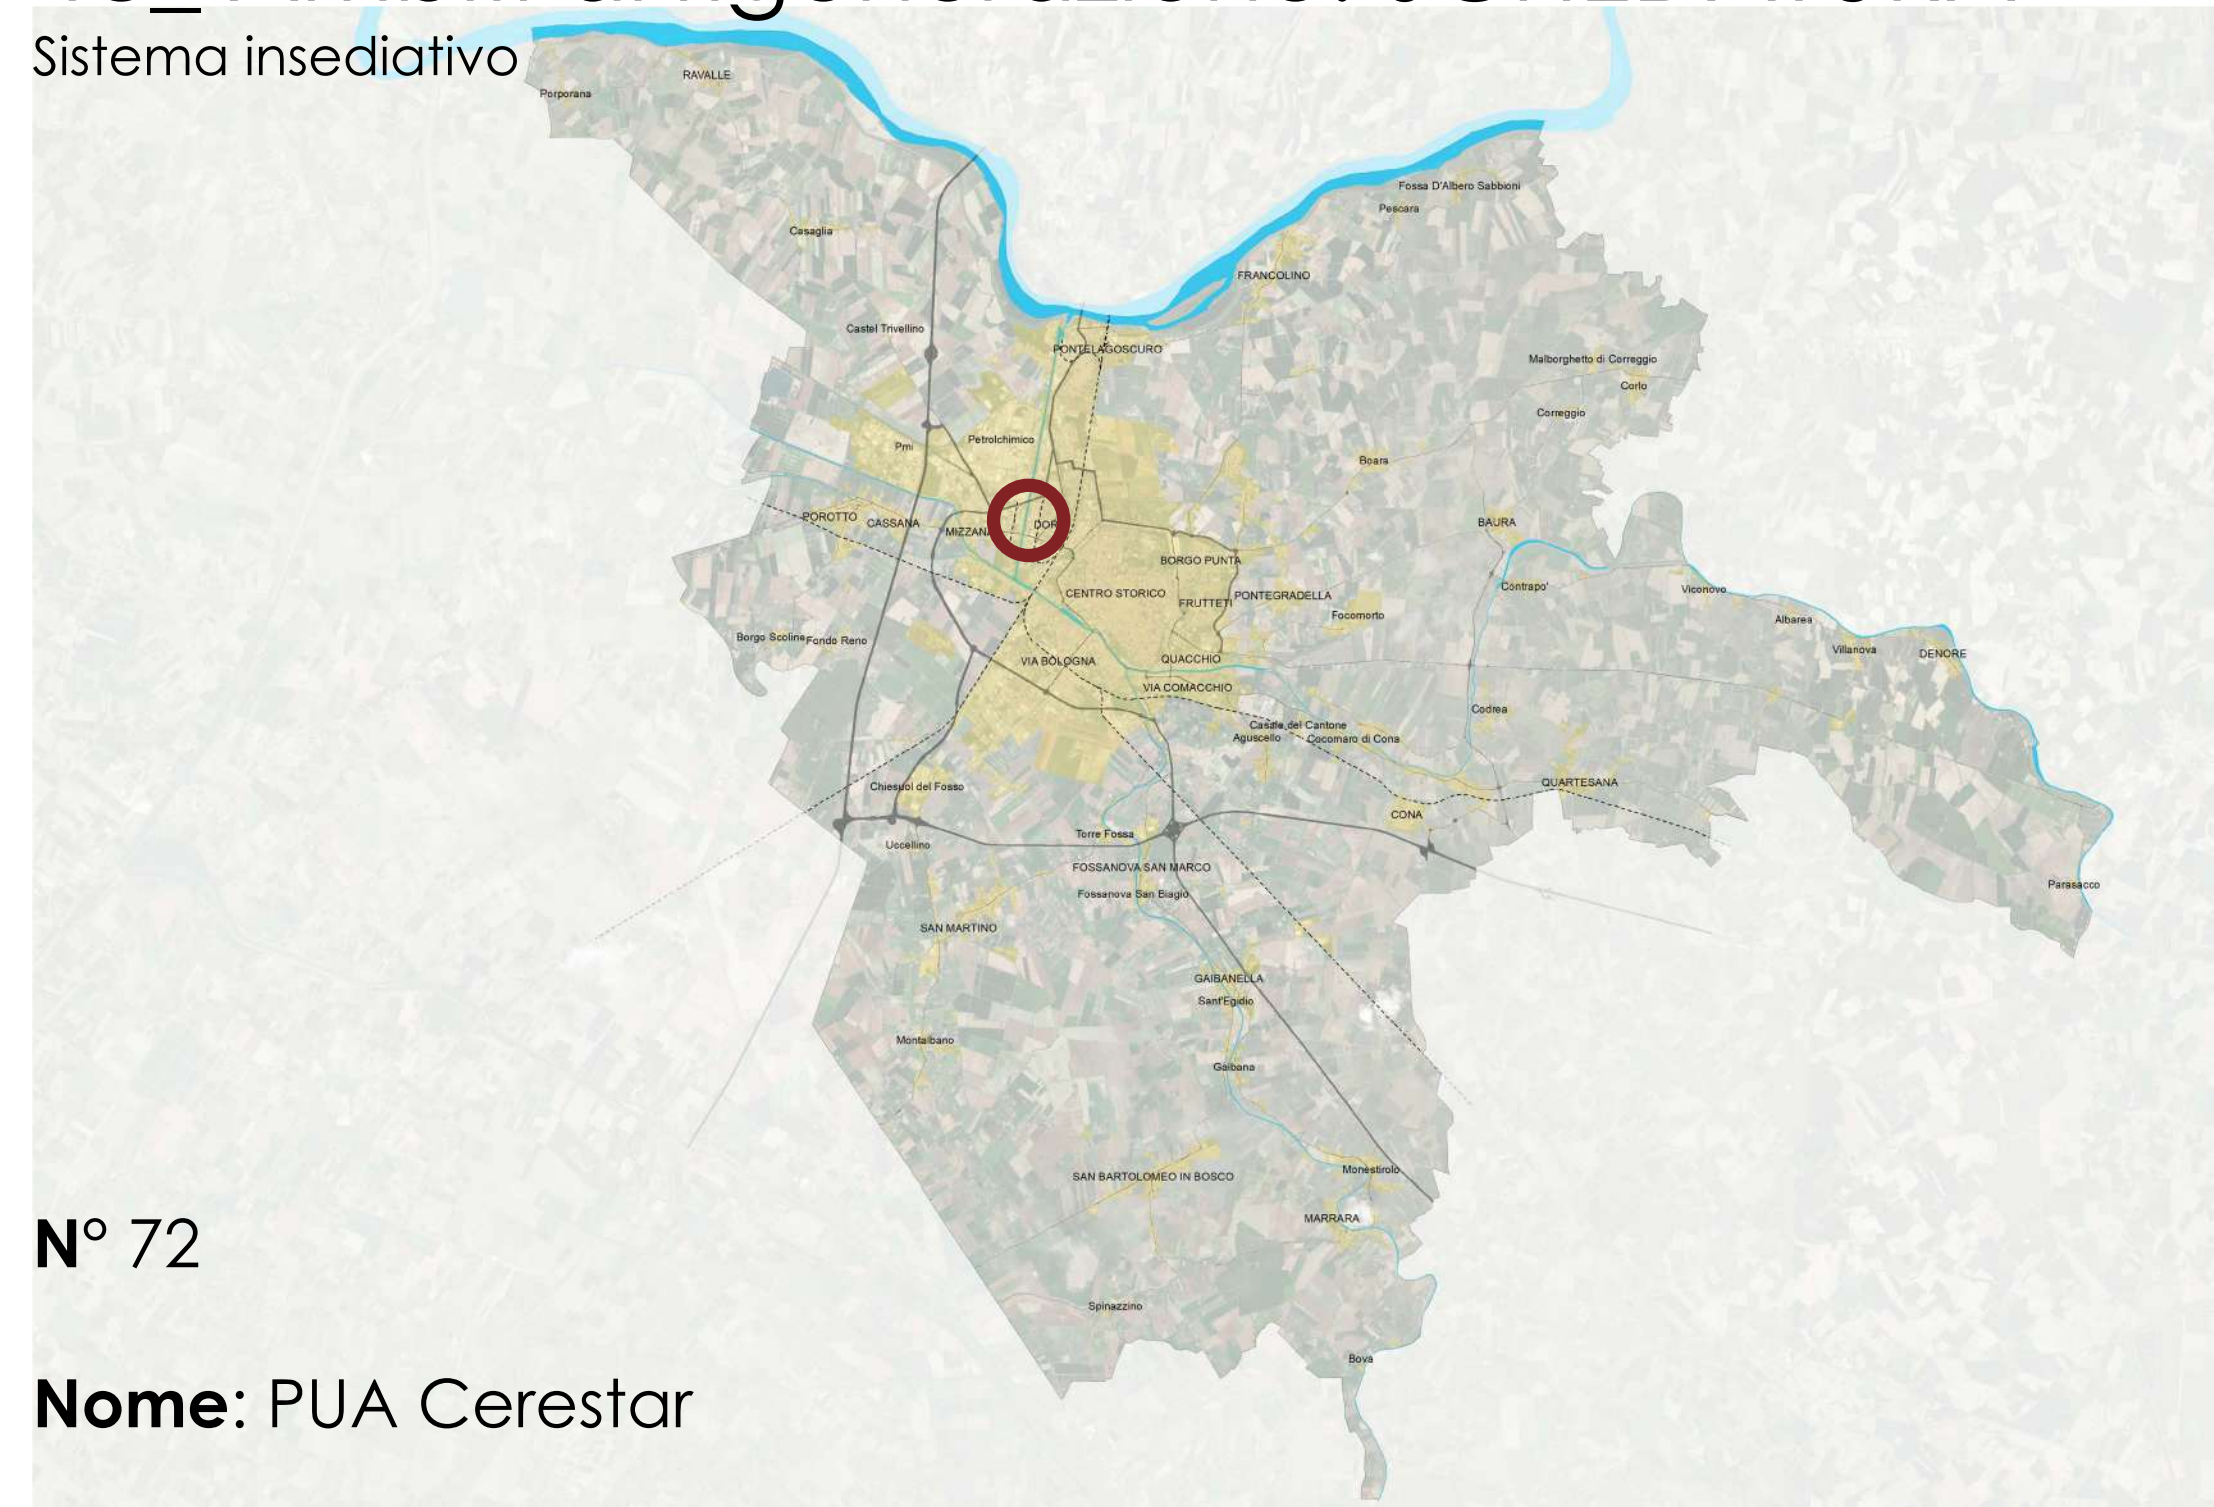 Sistema insediativo
RAVALLE
Porporana
Fossa D'Albero Sabbioni
Pescara
Casaglia
FRANCOLINO
Castel Trivellino
PONTELAGOSCURO
Malborghetto di Correggio
Corlo
Correggio
Petrolchimico
Pmi
Boara
POROTTO
CASSANA
MIZZANA
BAURA
BORGO PUNTA
Contrapo'
Viconovo
CENTRO STORICO
FRUTTETI
PONTEGRADELLA
Focomorto
Albarea
Borgo Scoline
Fondo Reno
Villanova
DENORE
VIA BOLOGNA
QUACCHIO
VIA COMACCHIO
Codrea
Casale del Cantone
Aguscello
Cocomaro di Cona
Chiesuol del Fosso
QUARTESANA
CONA
Torre Fossa
Uccellino
FOSSANOVA SAN MARCO
Parasacco
Fossanova San Biagio
SAN MARTINO
GAIBANELLA
Sant'Egidio
Montalbano
Gaibana
SAN BARTOLOMEO IN BOSCO
Monestirolo
MARRARA
N° 72
Spinazzino
Bova
Nome: PUA Cerestar